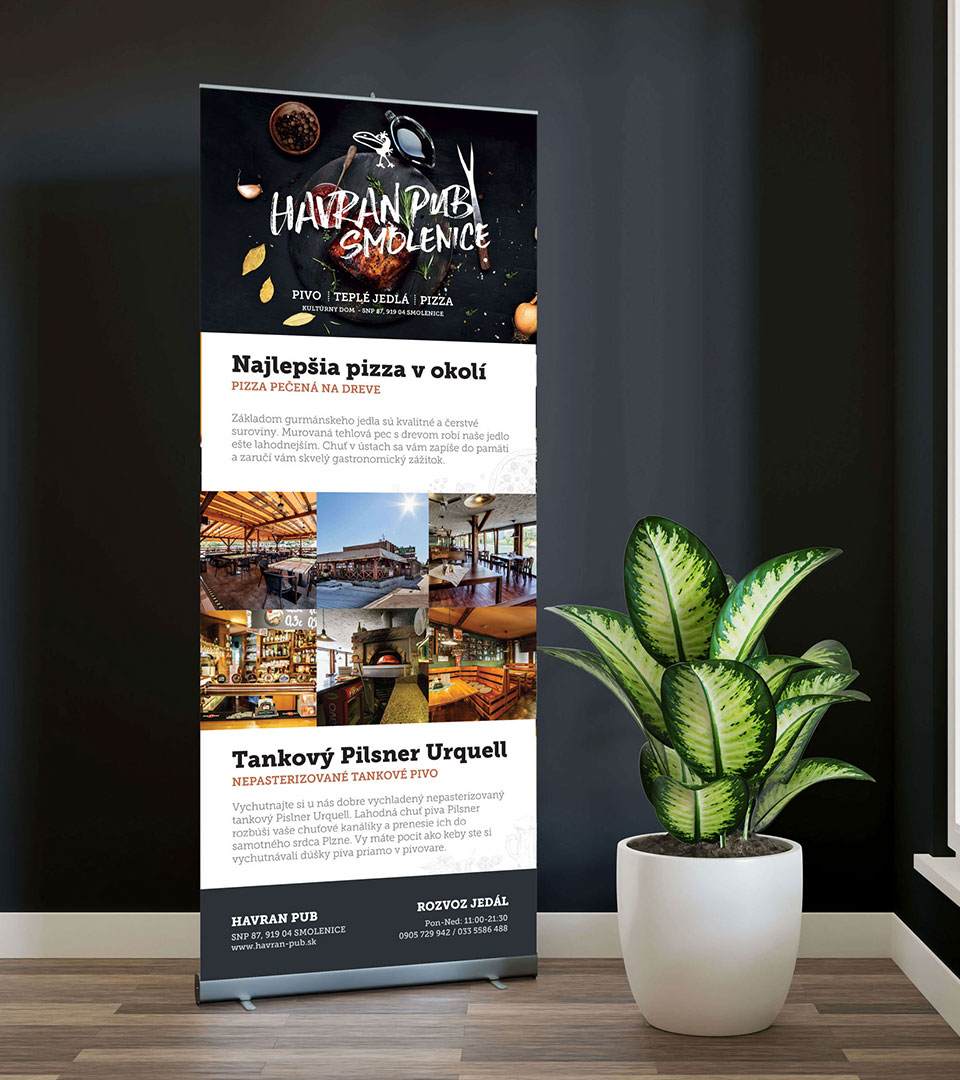 HAVRAN PUB
SMOLENICE
PIVO | TEPLÉ JEDLÁ | PIZZA
KULTÚRNY DOM - SNP 87, 919 04 SMOLENICE
Najlepšia pizza v okolí
PIZZA PEČENÁ NA DREVE
Základom gurmánskeho jedla sú kvalitné a čerstvé
suroviny. Murovaná tehlová pec s drevom robí naše jedlo
ešte lahodnejším. Chuť v ústach sa vám zapíše do pamäti
a zaručí vám skvelý gastronomický zážitok.
0,3 0,5
Tankový Pilsner Urquell
NEPASTERIZOVANÉ TANKOVÉ PIVO
Vychutnajte si u nás dobre vychladený nepasterizovaný
tankový Pislner Urquell. Lahodná chuť piva Pilsner
rozbúši vaše chuťové kanáliky a prenesie ich do
samotného srdca Plzne. Vy máte pocit ako keby ste si
vychutnávali dúšky piva priamo v pivovare.
HAVRAN PUB
SNP 87, 919 04 SMOLENICE
www.havran-pub.sk
ROZVOZ JEDÁL
Pon-Ned: 11:00-21:30
0905 729 942 / 033 5586 488